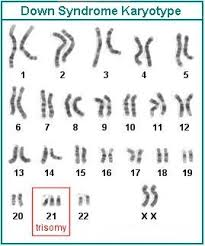 Down Syndrome Karyotype
1 2 3 4 5
6 7 8 9 10 11 12
13 14 15 16 17 18 19
20 21 22 X X
trisomy